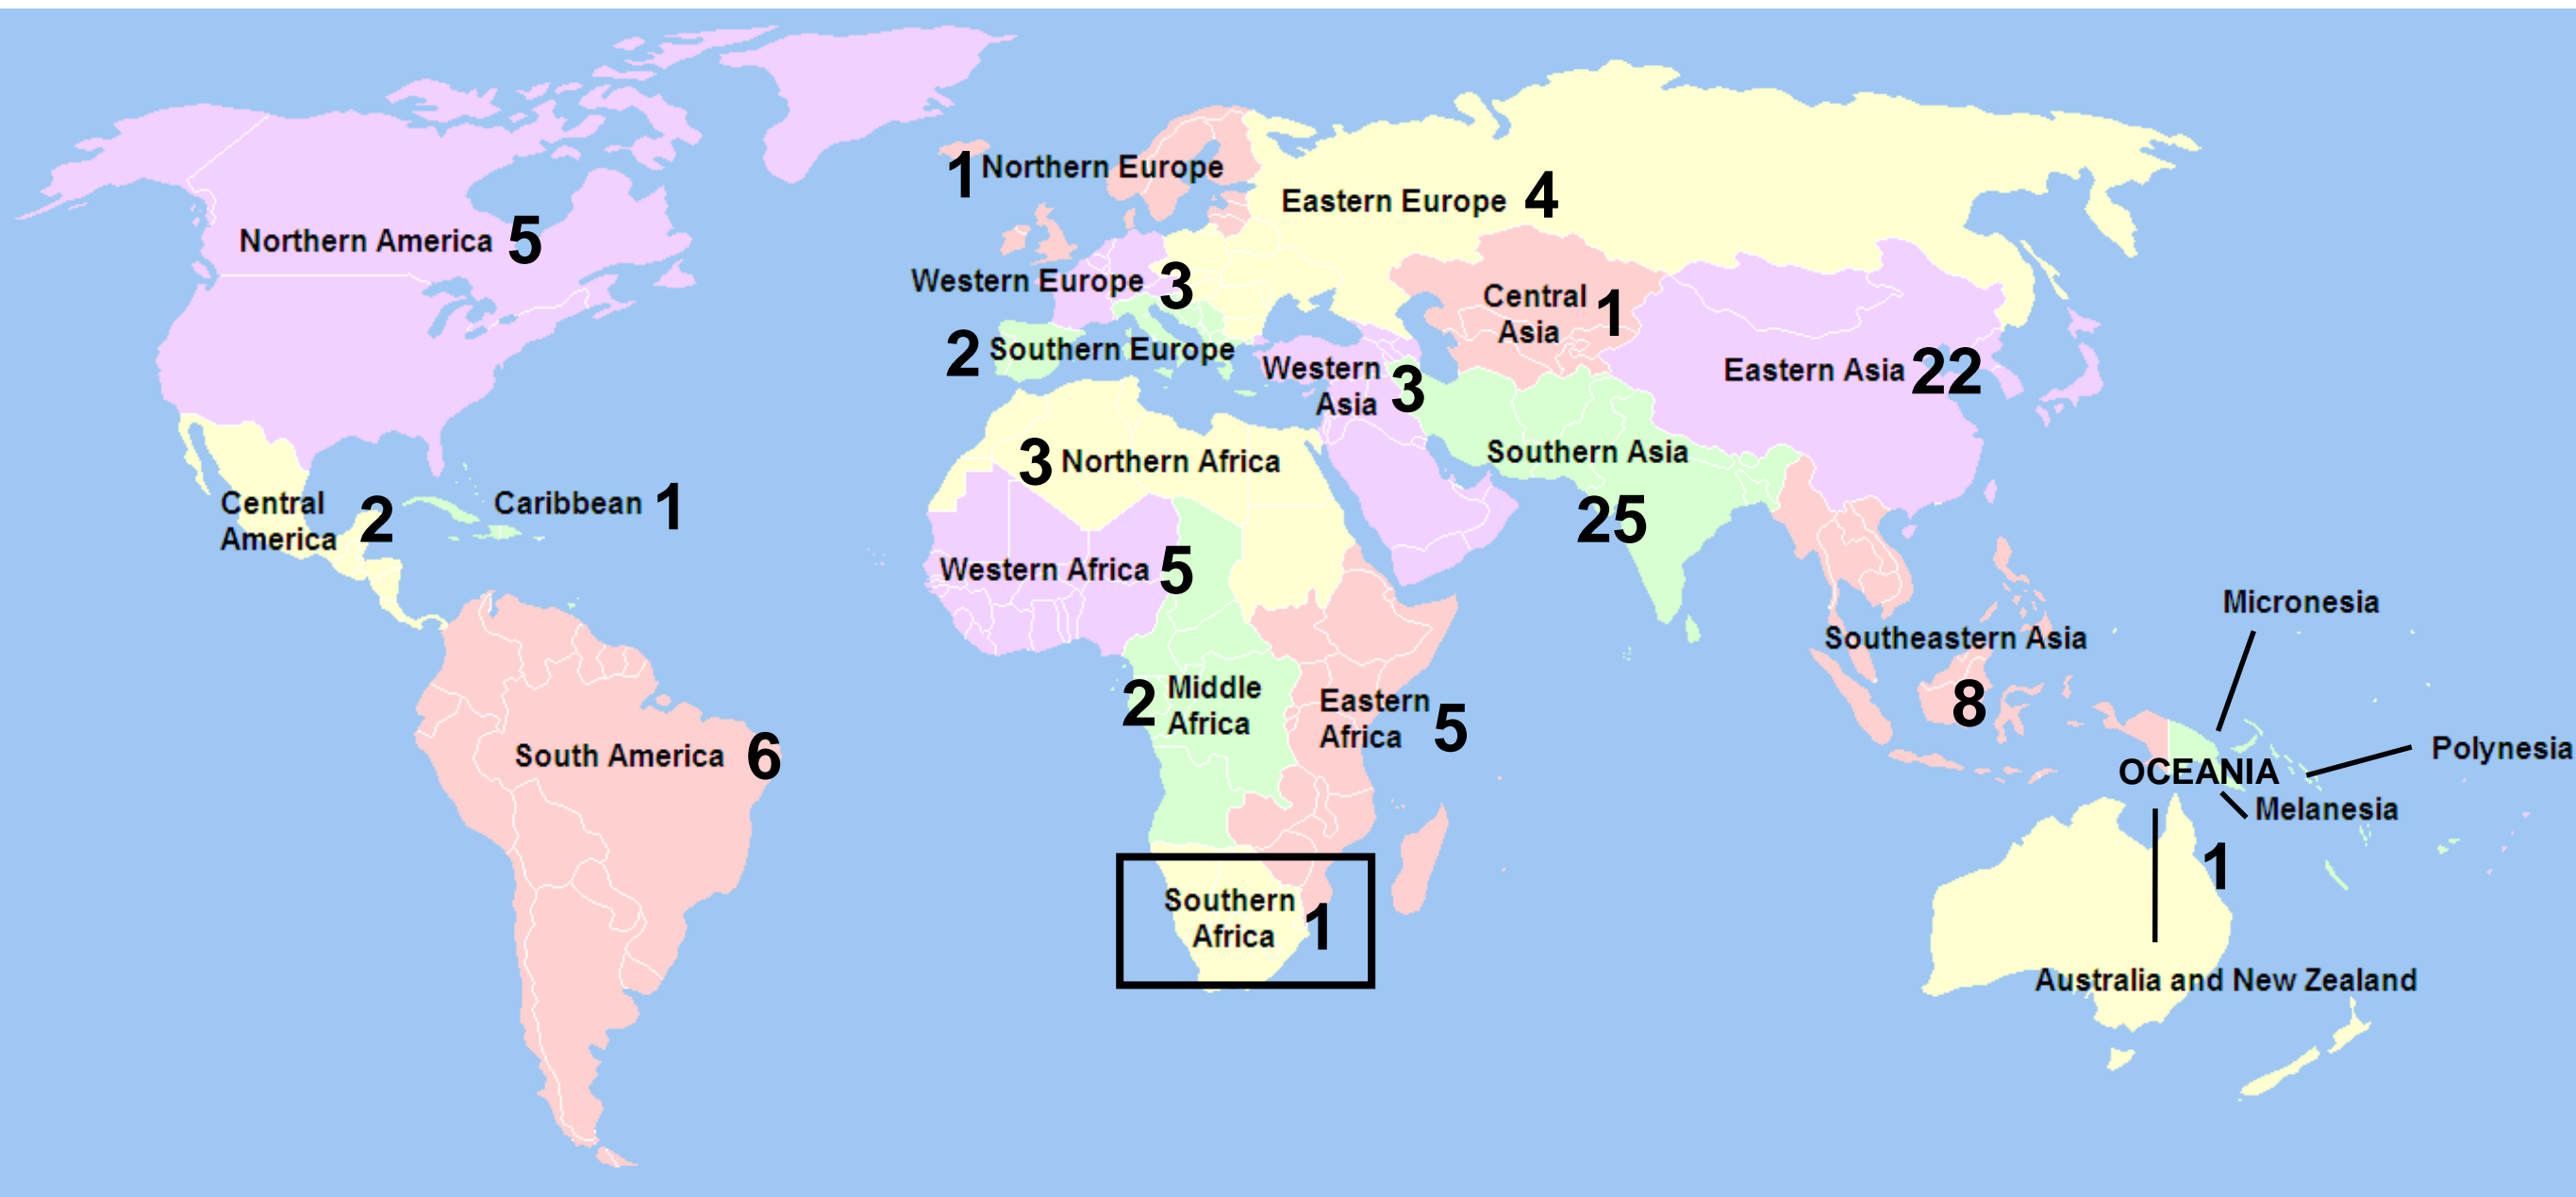 1 Northern Europe
Eastern Europe 4
Northern America 5
Western Europe 3
Central
Asia 1
2 Southern Europe
Western
Asia 3
Eastern Asia 22
3 Northern Africa
Southern Asia
25
Central
America 2
Caribbean 1
Western Africa 5
Micronesia
Southeastern Asia
8
2 Middle
Africa
Eastern
Africa 5
South America 6
Polynesia
OCEANIA
Melanesia
1
Southern
Africa 1
Australia and New Zealand